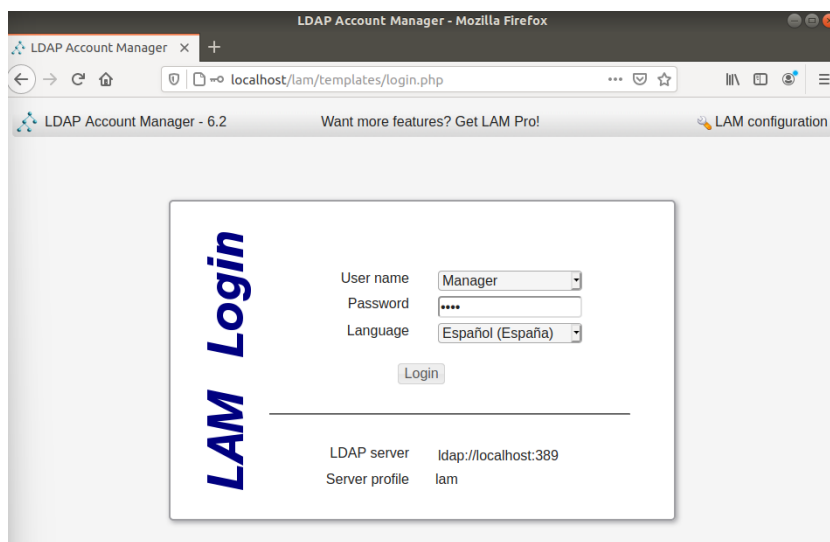 LDAP Account Manager - Mozilla Firefox
LDAP Account Manager
localhost/lam/templates/login.php
LDAP Account Manager - 6.2 Want more features? Get LAM Pro! LAM configuration
LAM Login
User name Manager
Password ••••
Language Español (España)
Login
LDAP server ldap://localhost:389
Server profile lam